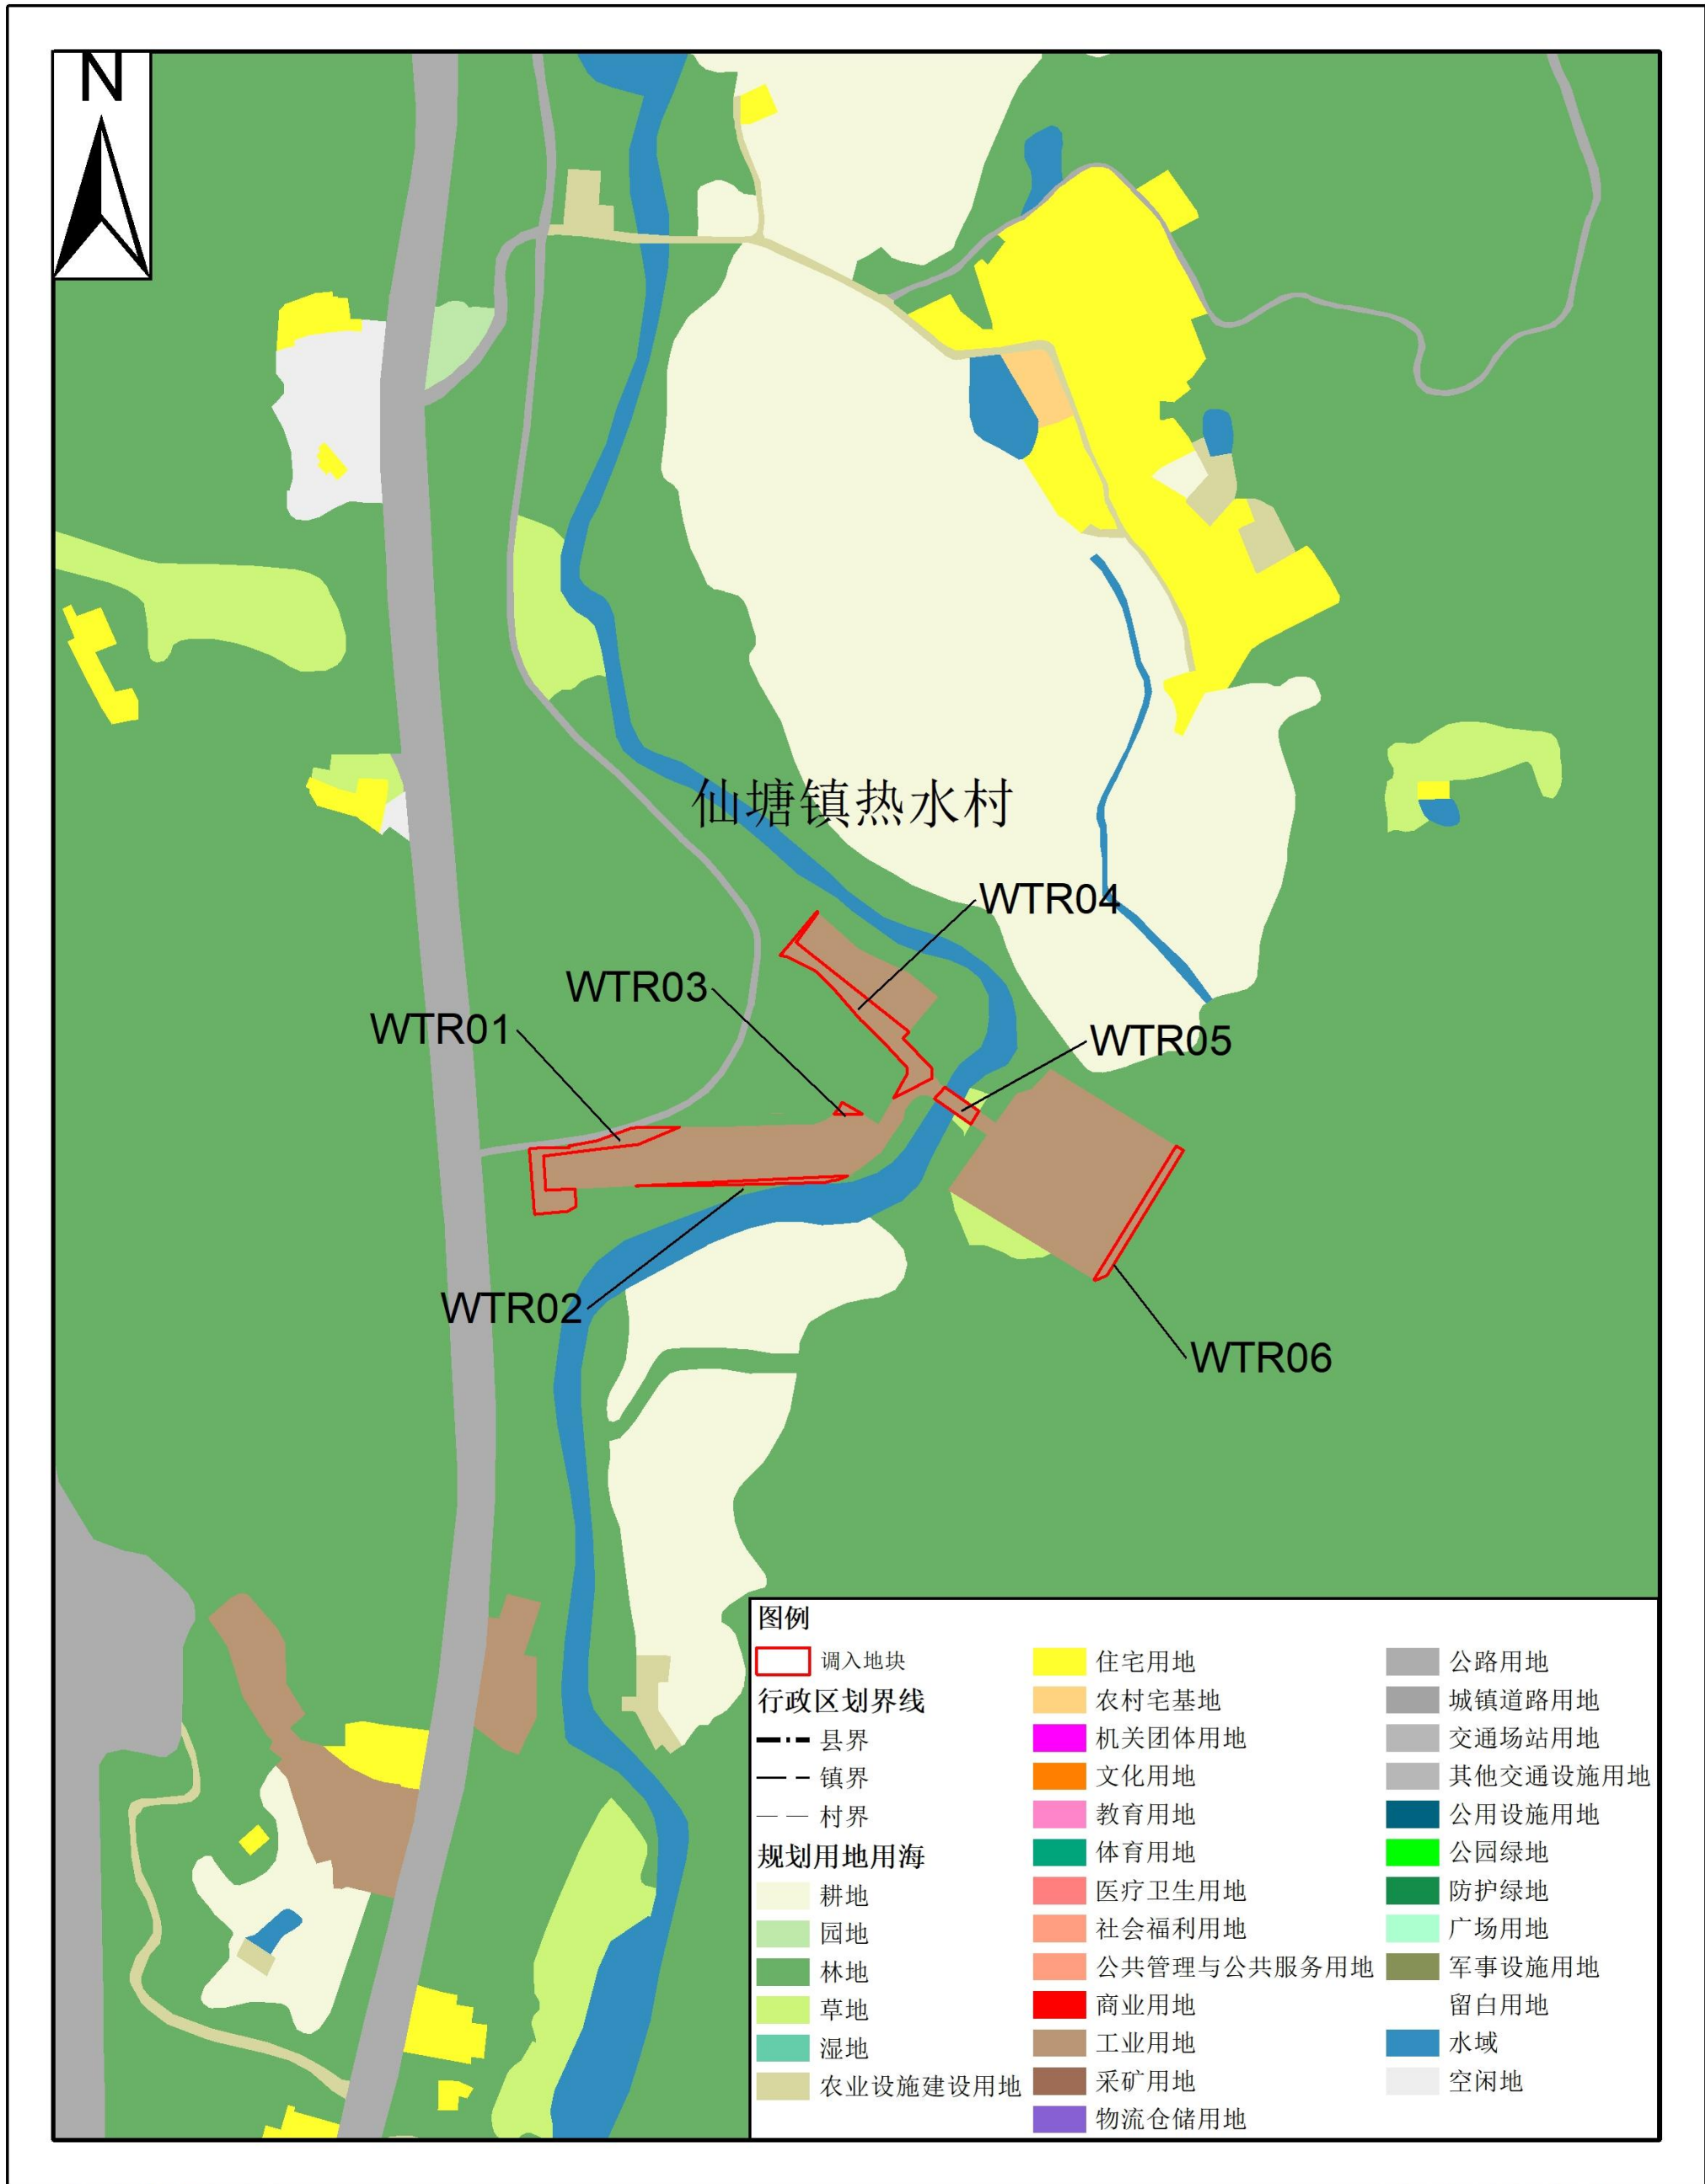 N
仙塘镇热水村
WTR04
WTR03
WTR01
WTR05
WTR02
WTR06
图例
调入地块
行政区划界线
县界
镇界
村界
规划用地用海
耕地
园地
林地
草地
湿地
农业设施建设用地
住宅用地
农村宅基地
机关团体用地
文化用地
教育用地
体育用地
医疗卫生用地
社会福利用地
公共管理与公共服务用地
商业用地
工业用地
采矿用地
物流仓储用地
公路用地
城镇道路用地
交通场站用地
其他交通设施用地
公用设施用地
公园绿地
防护绿地
广场用地
军事设施用地
留白用地
水域
空闲地